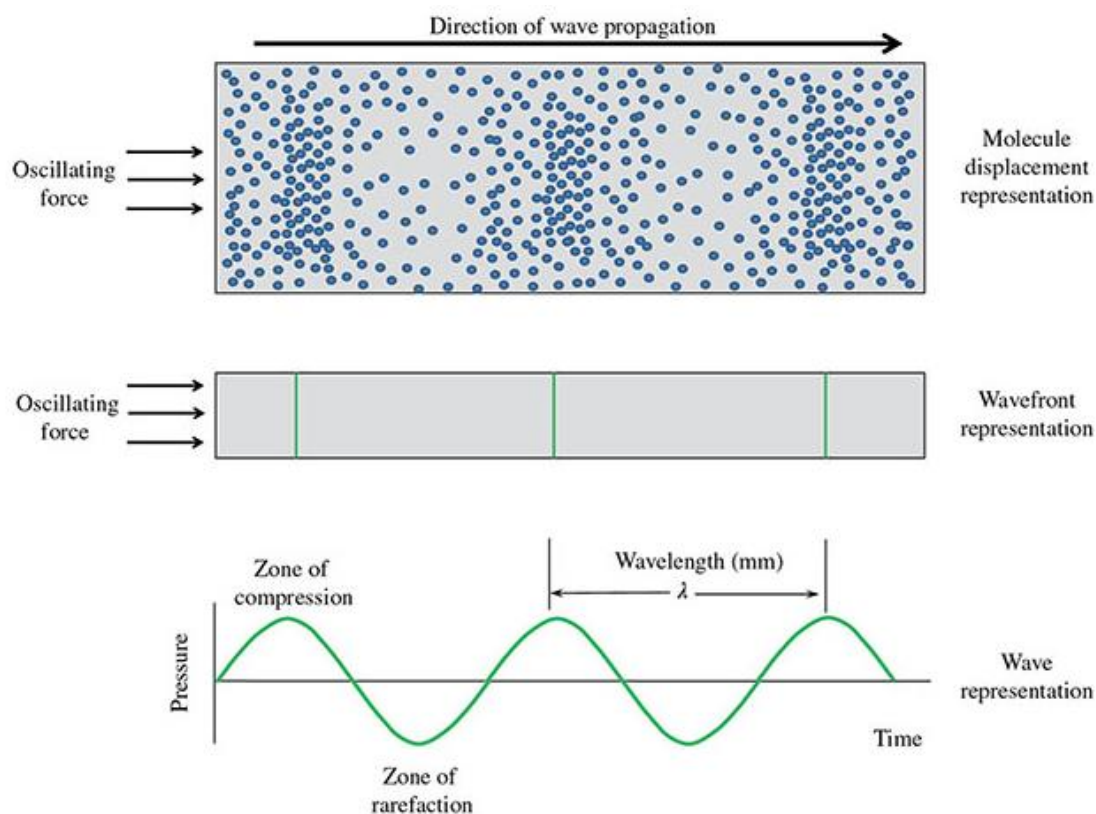 Direction of wave propagation
Oscillating
force
Molecule
displacement
representation
Oscillating
force
Wavefront
representation
Zone of
compression
Wavelength (mm)
λ
Pressure
Wave
representation
Time
Zone of
rarefaction